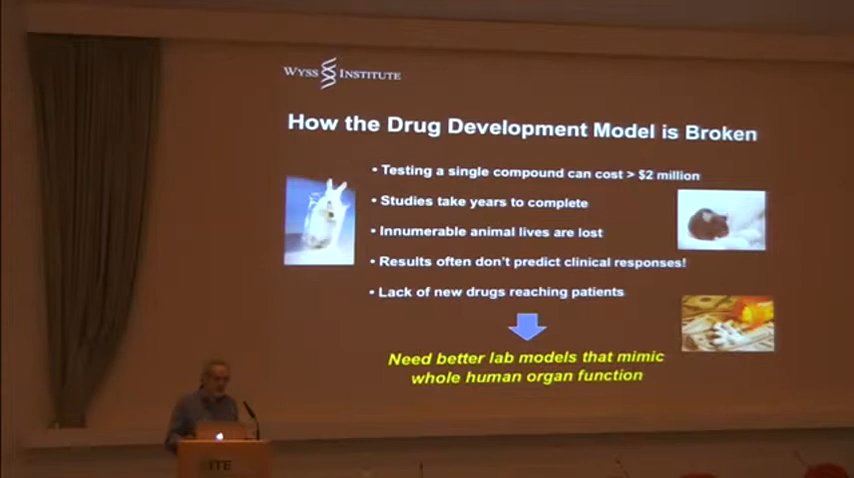 WYSS INSTITUTE
How the Drug Development Model is Broken
• Testing a single compound can cost > $2 million
• Studies take years to complete
• Innumerable animal lives are lost
• Results often don't predict clinical responses!
• Lack of new drugs reaching patients
Need better lab models that mimic
whole human organ function
ITE